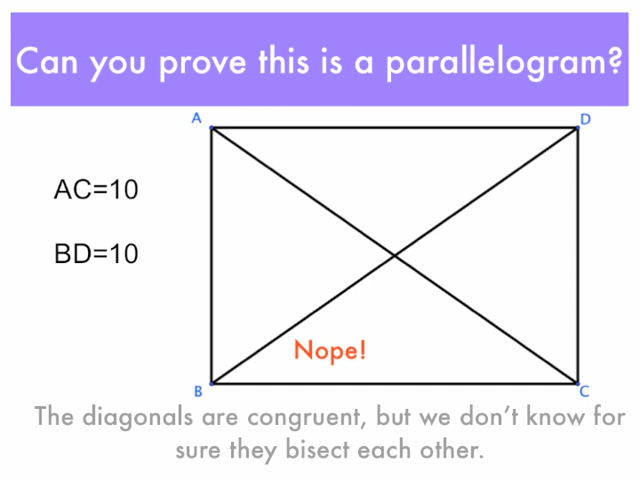 Can you prove this is a parallelogram?
A
D
AC=10
BD=10
Nope!
B
C
The diagonals are congruent, but we don't know for
sure they bisect each other.